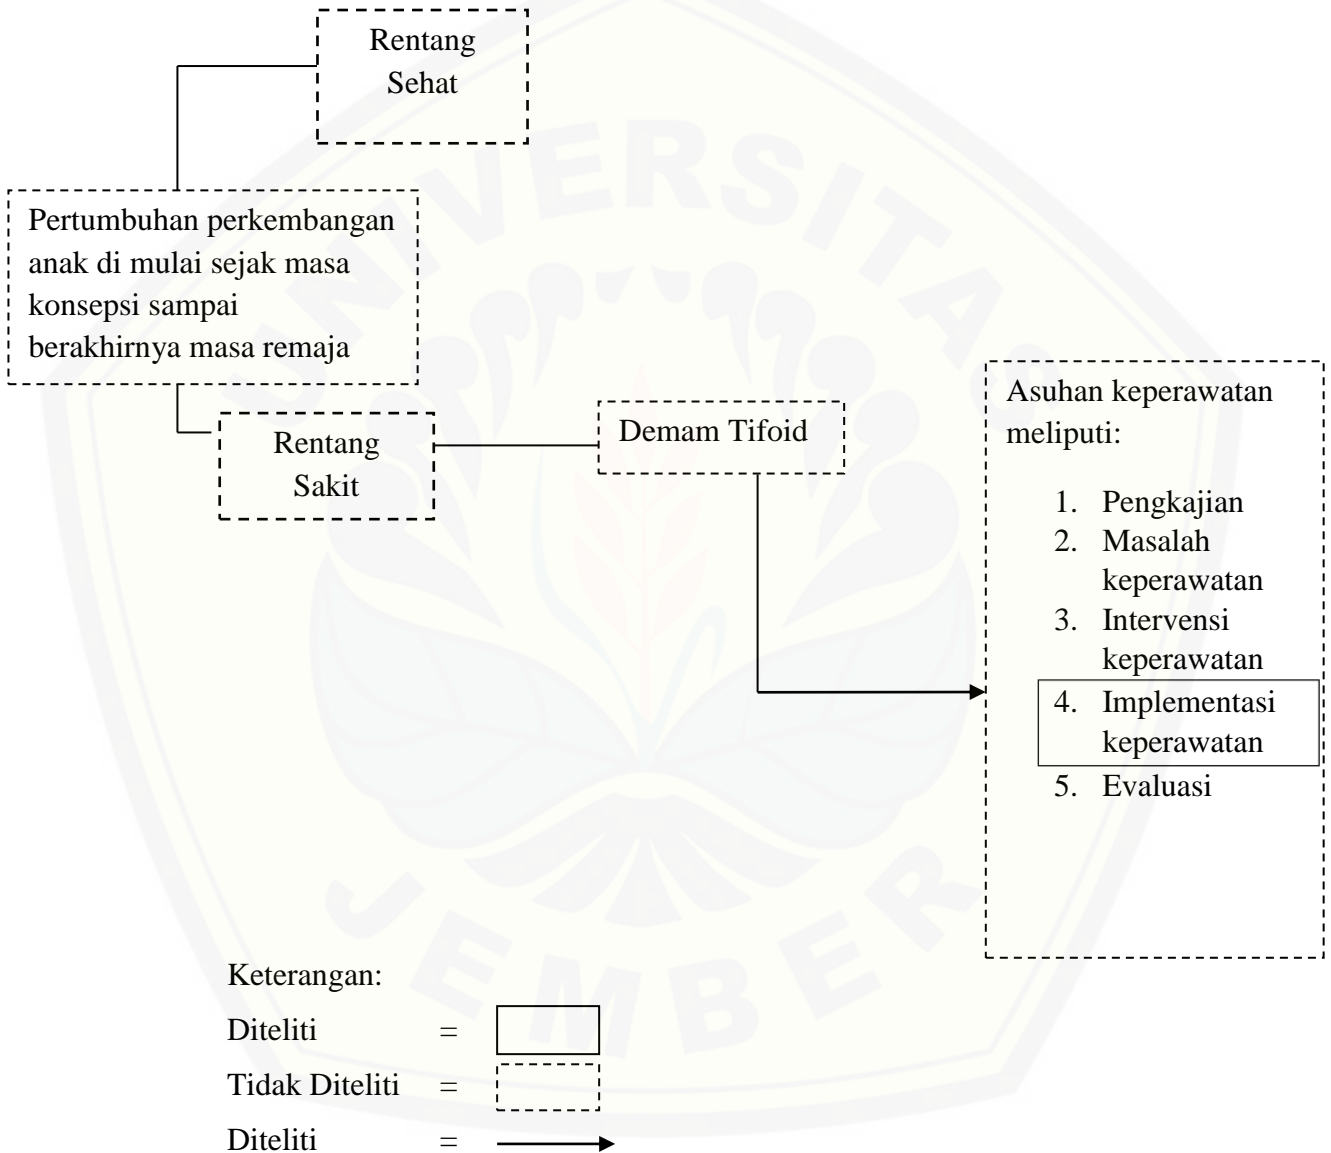 Rentang
Sehat
Pertumbuhan perkembangan
anak di mulai sejak masa
konsepsi sampai
berakhirnya masa remaja
Rentang
Sakit
Demam Tifoid
Asuhan keperawatan
meliputi:
1. Pengkajian
2. Masalah
keperawatan
3. Intervensi
keperawatan
4. Implementasi
keperawatan
5. Evaluasi
Keterangan:
Diteliti =
Tidak Diteliti =
Diteliti =
UNIVERSITAS
JEMBER